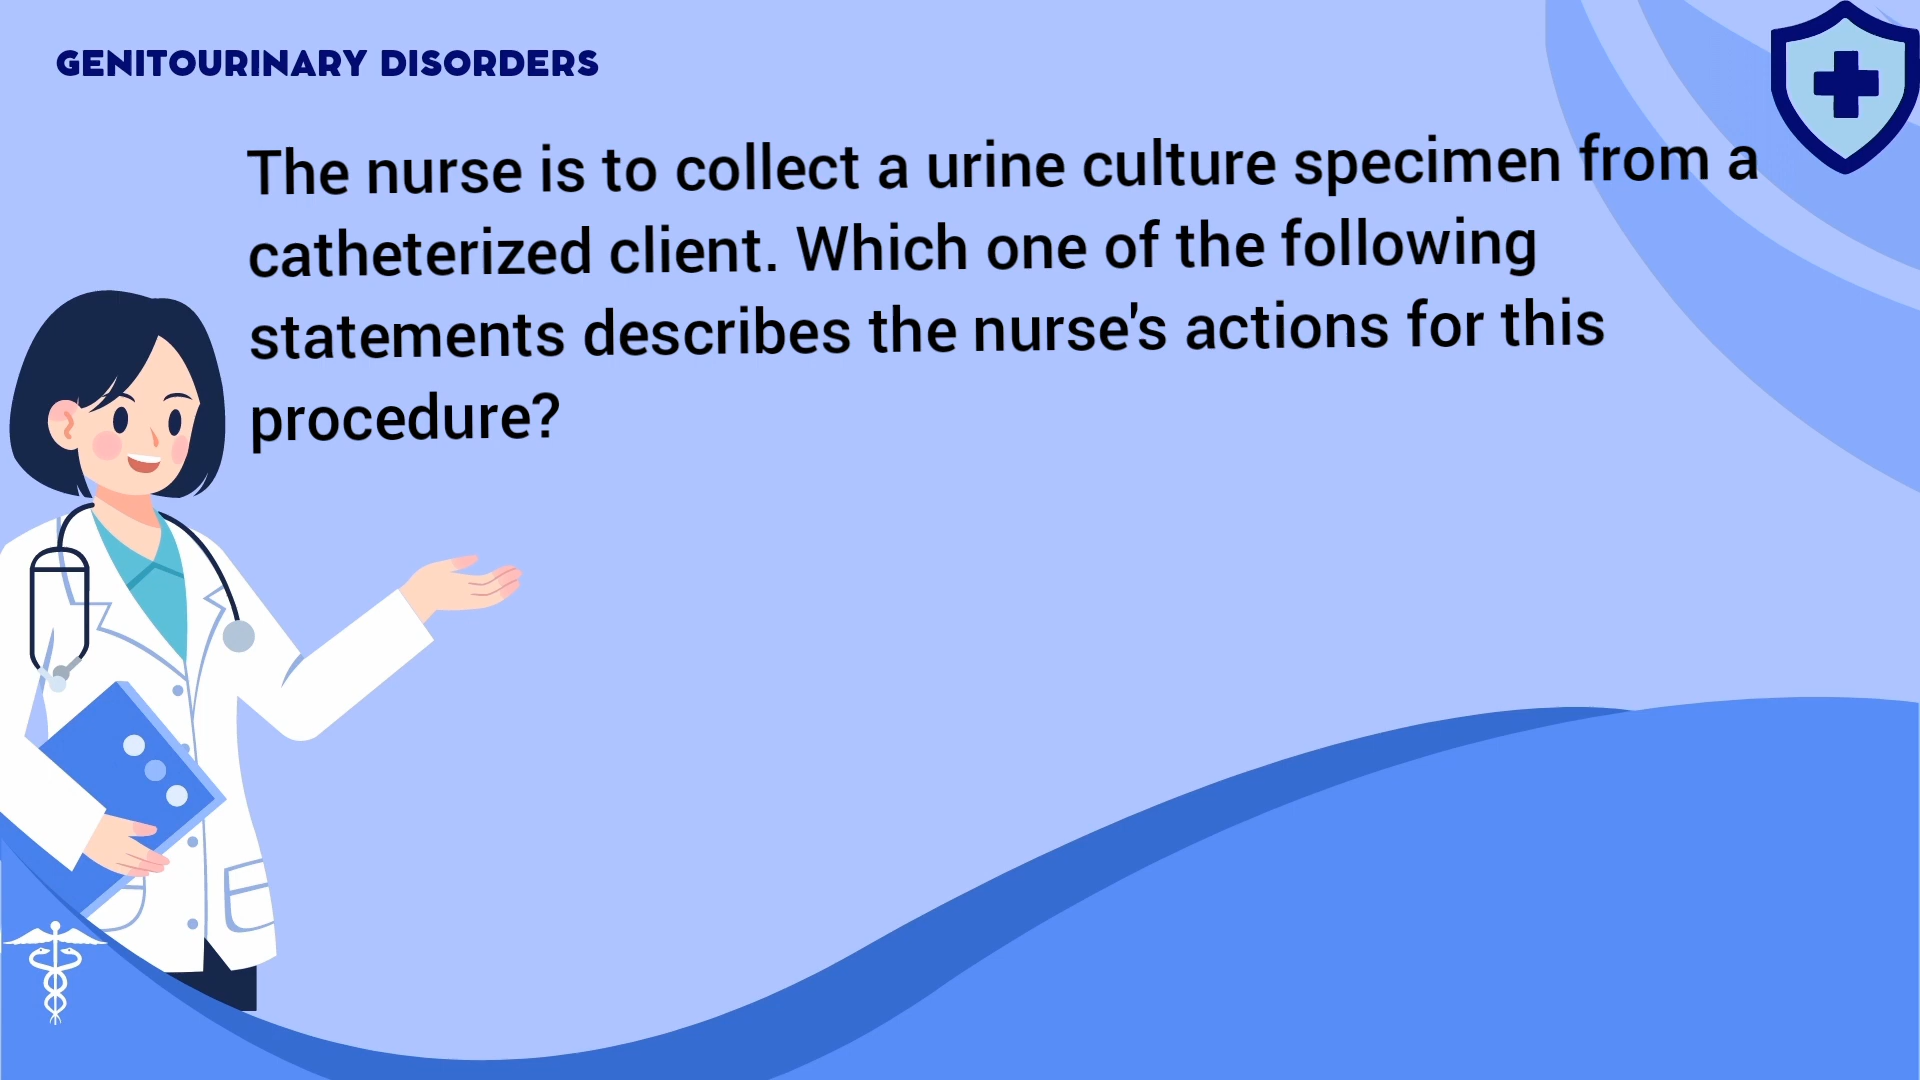 GENITOURINARY DISORDERS
The nurse is to collect a urine culture specimen from a
catheterized client. Which one of the following
statements describes the nurse's actions for this
procedure?